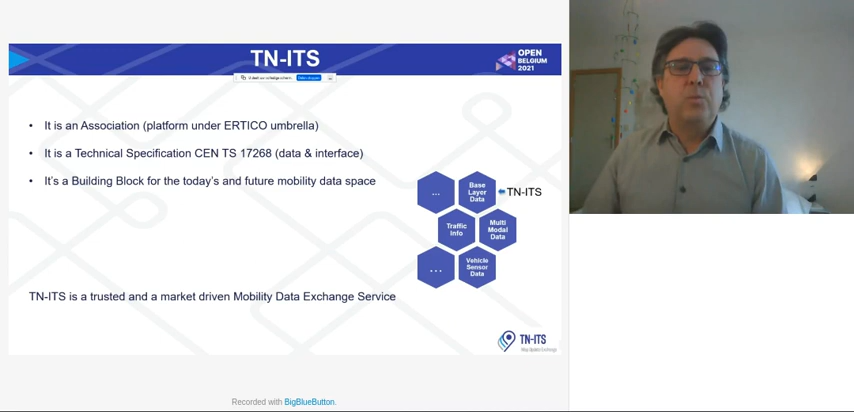 TN-ITS
OPEN
BELGIUM
2021
• It is an Association (platform under ERTICO umbrella)
• It is a Technical Specification CEN TS 17268 (data & interface)
• It's a Building Block for the today's and future mobility data space
...
Base
Layer
Data
TN-ITS
Traffic
info
Multi
Modal
Data
...
Vehicle
Sensor
Data
TN-ITS is a trusted and a market driven Mobility Data Exchange Service
TN-ITS
Recorded with BigBlueButton.